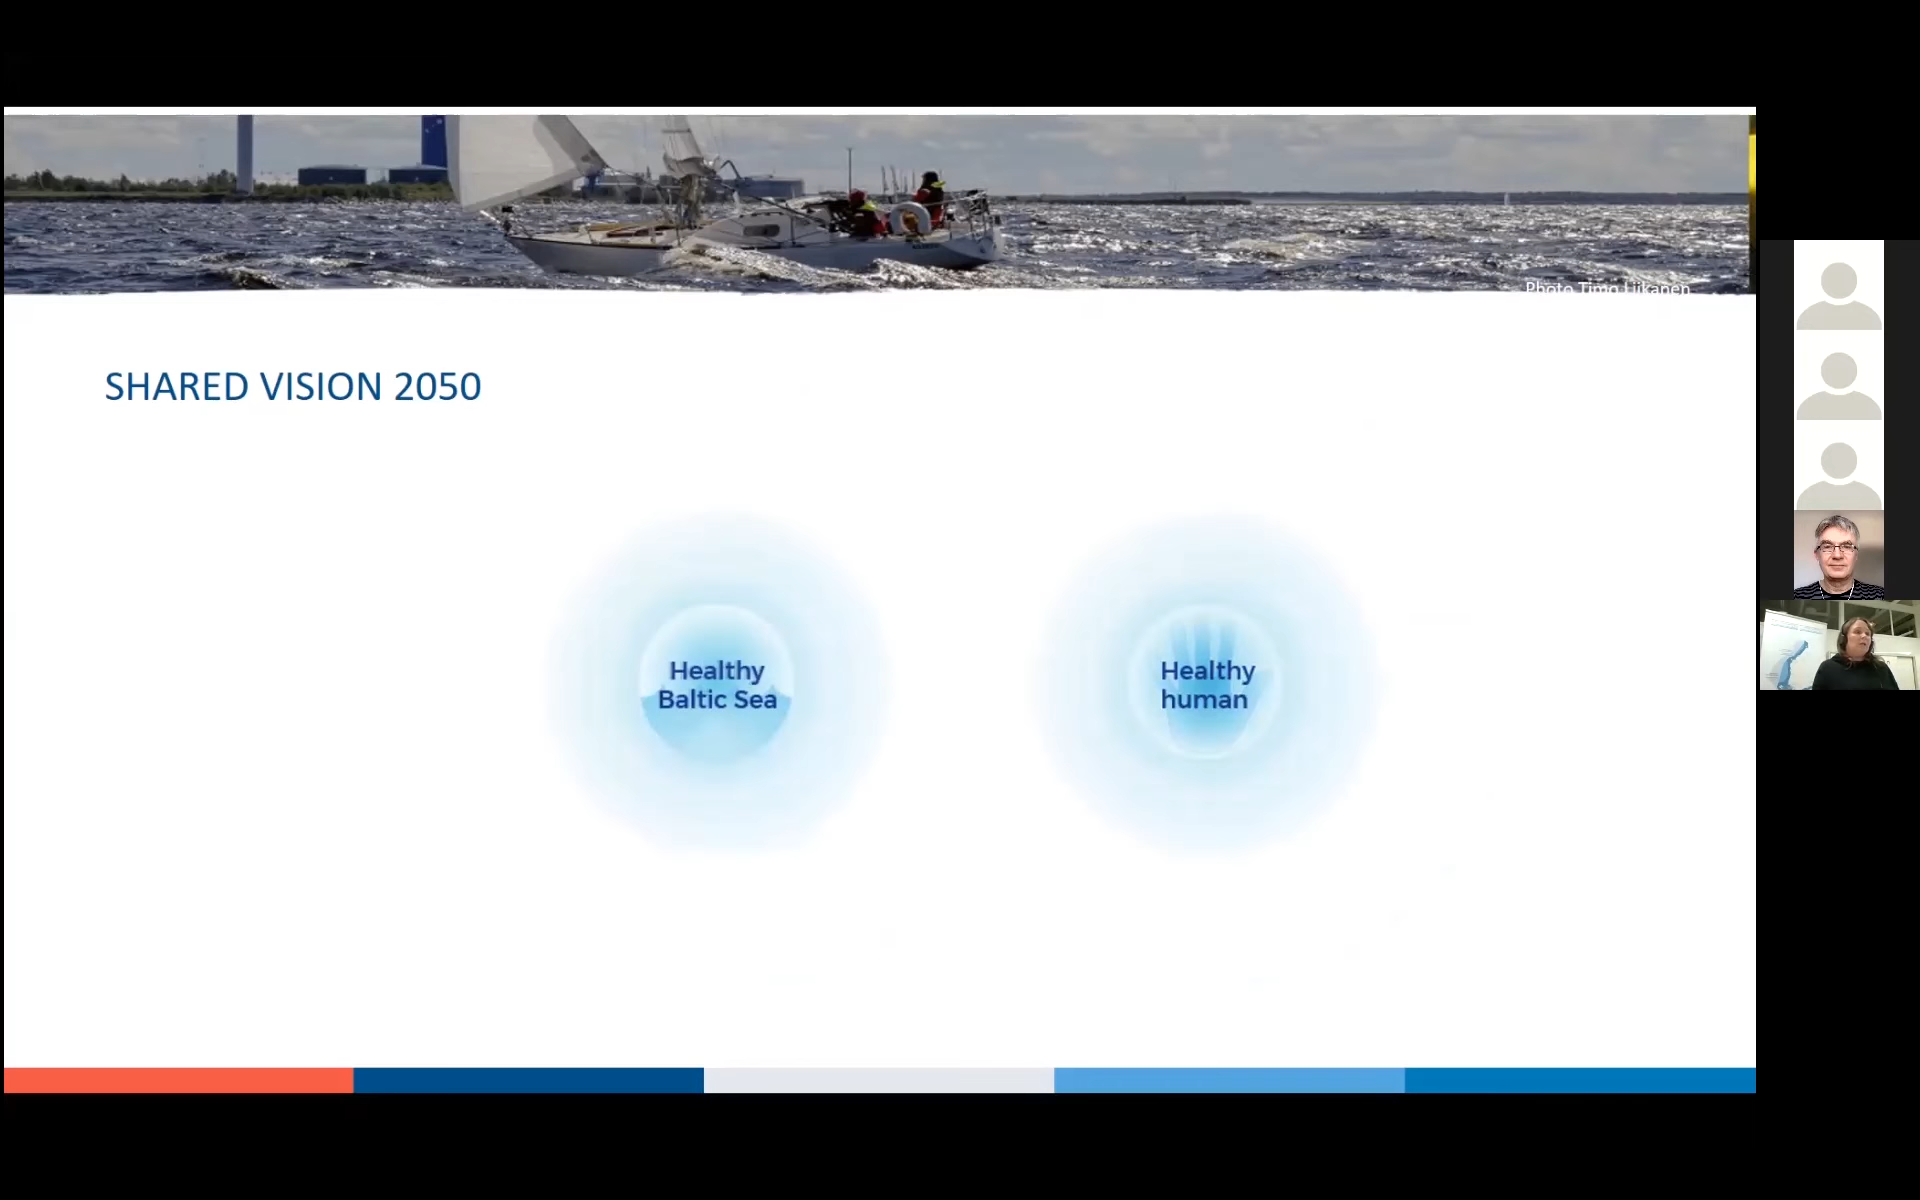 Photo Timo Liikanen
SHARED VISION 2050
Healthy
Baltic Sea
Healthy
human